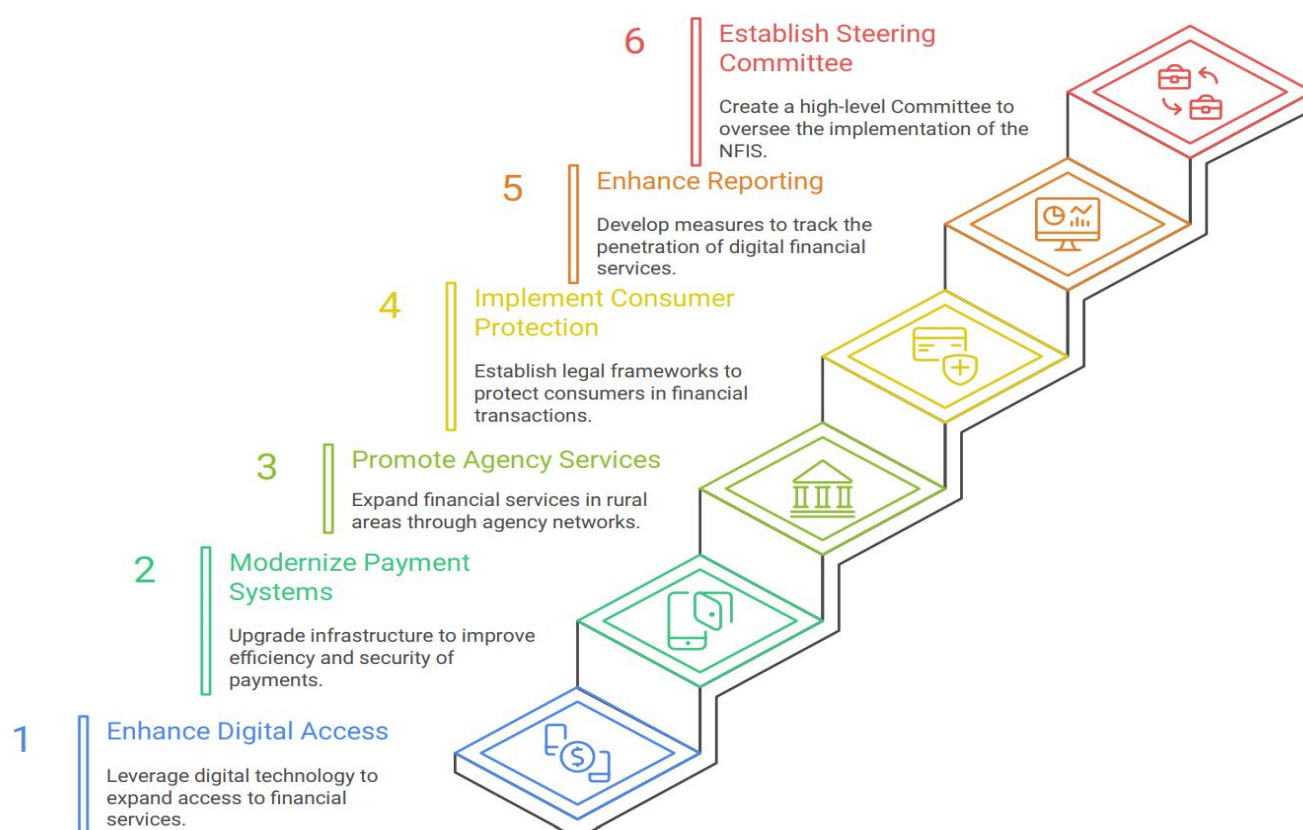 6
Establish Steering
Committee
Create a high-level Committee to
oversee the implementation of the
NFIS.
5
Enhance Reporting
Develop measures to track the
penetration of digital financial
services.
4
Implement Consumer
Protection
Establish legal frameworks to
protect consumers in financial
transactions.
3
Promote Agency Services
Expand financial services in rural
areas through agency networks.
2
Modernize Payment
Systems
Upgrade infrastructure to improve
efficiency and security of
payments.
1
Enhance Digital Access
Leverage digital technology to
expand access to financial
services.
$